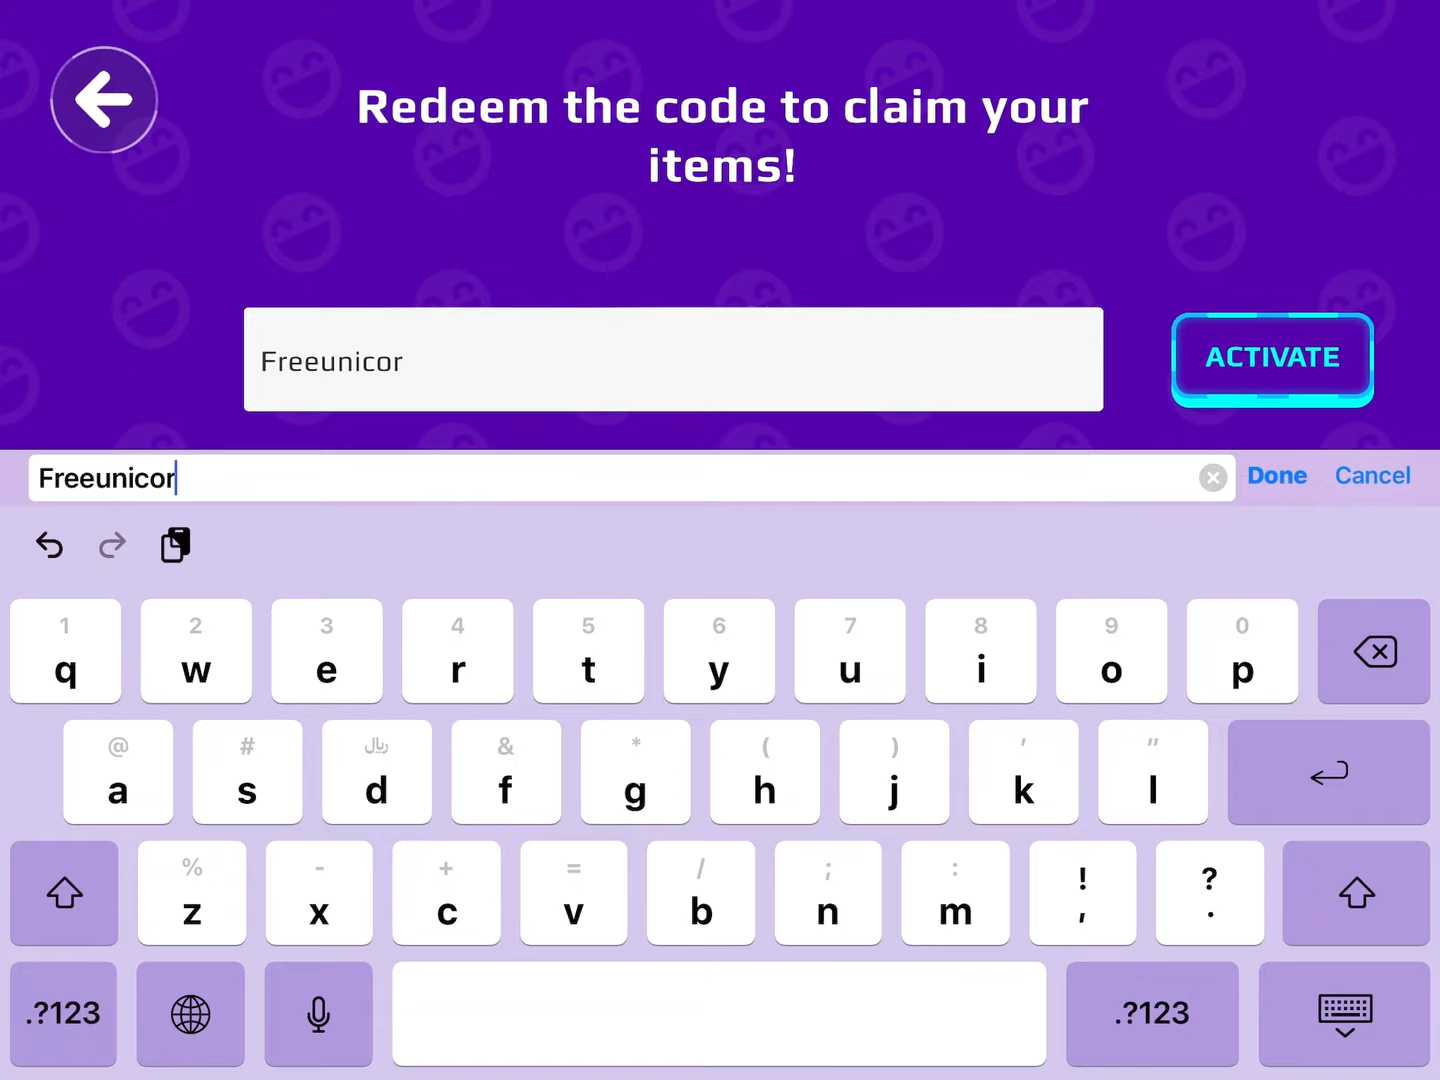 Redeem the code to claim your
items!
Freeunicor
ACTIVATE
Freeunicor
Done
Cancel
1 2 3 4 5 6 7 8 9 0
q w e r t y u i o p
@ # ﷼ & * ( ) ' "
a s d f g h j k l
% - + = / ; : ! ?
z x c v b n m , .
.?123
.?123